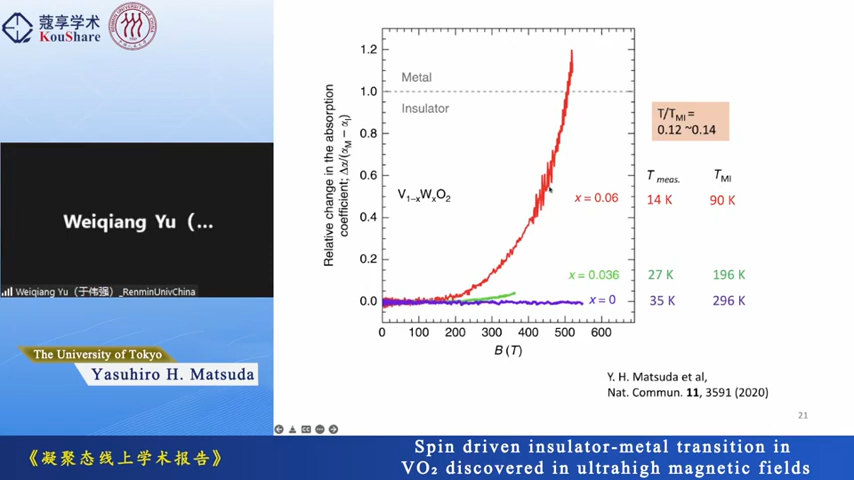 蔻享学术
KouShare
Weiqiang Yu (...
Weiqiang Yu（于伟强）_RenminUnivChina
The University of Tokyo
Yasuhiro H. Matsuda
Relative change in the absorption
coefficient; Δα/(αM − αI)
1.2
1.0
0.8
0.6
0.4
0.2
0.0
Metal
Insulator
V1−xWxO2
x = 0.06
x = 0.036
x = 0
0 100 200 300 400 500 600
B (T)
T/TMI =
0.12 ~0.14
T meas. TMI
14 K 90 K
27 K 196 K
35 K 296 K
Y. H. Matsuda et al,
Nat. Commun. 11, 3591 (2020)
21
《凝聚态线上学术报告》
Spin driven insulator-metal transition in
VO₂ discovered in ultrahigh magnetic fields